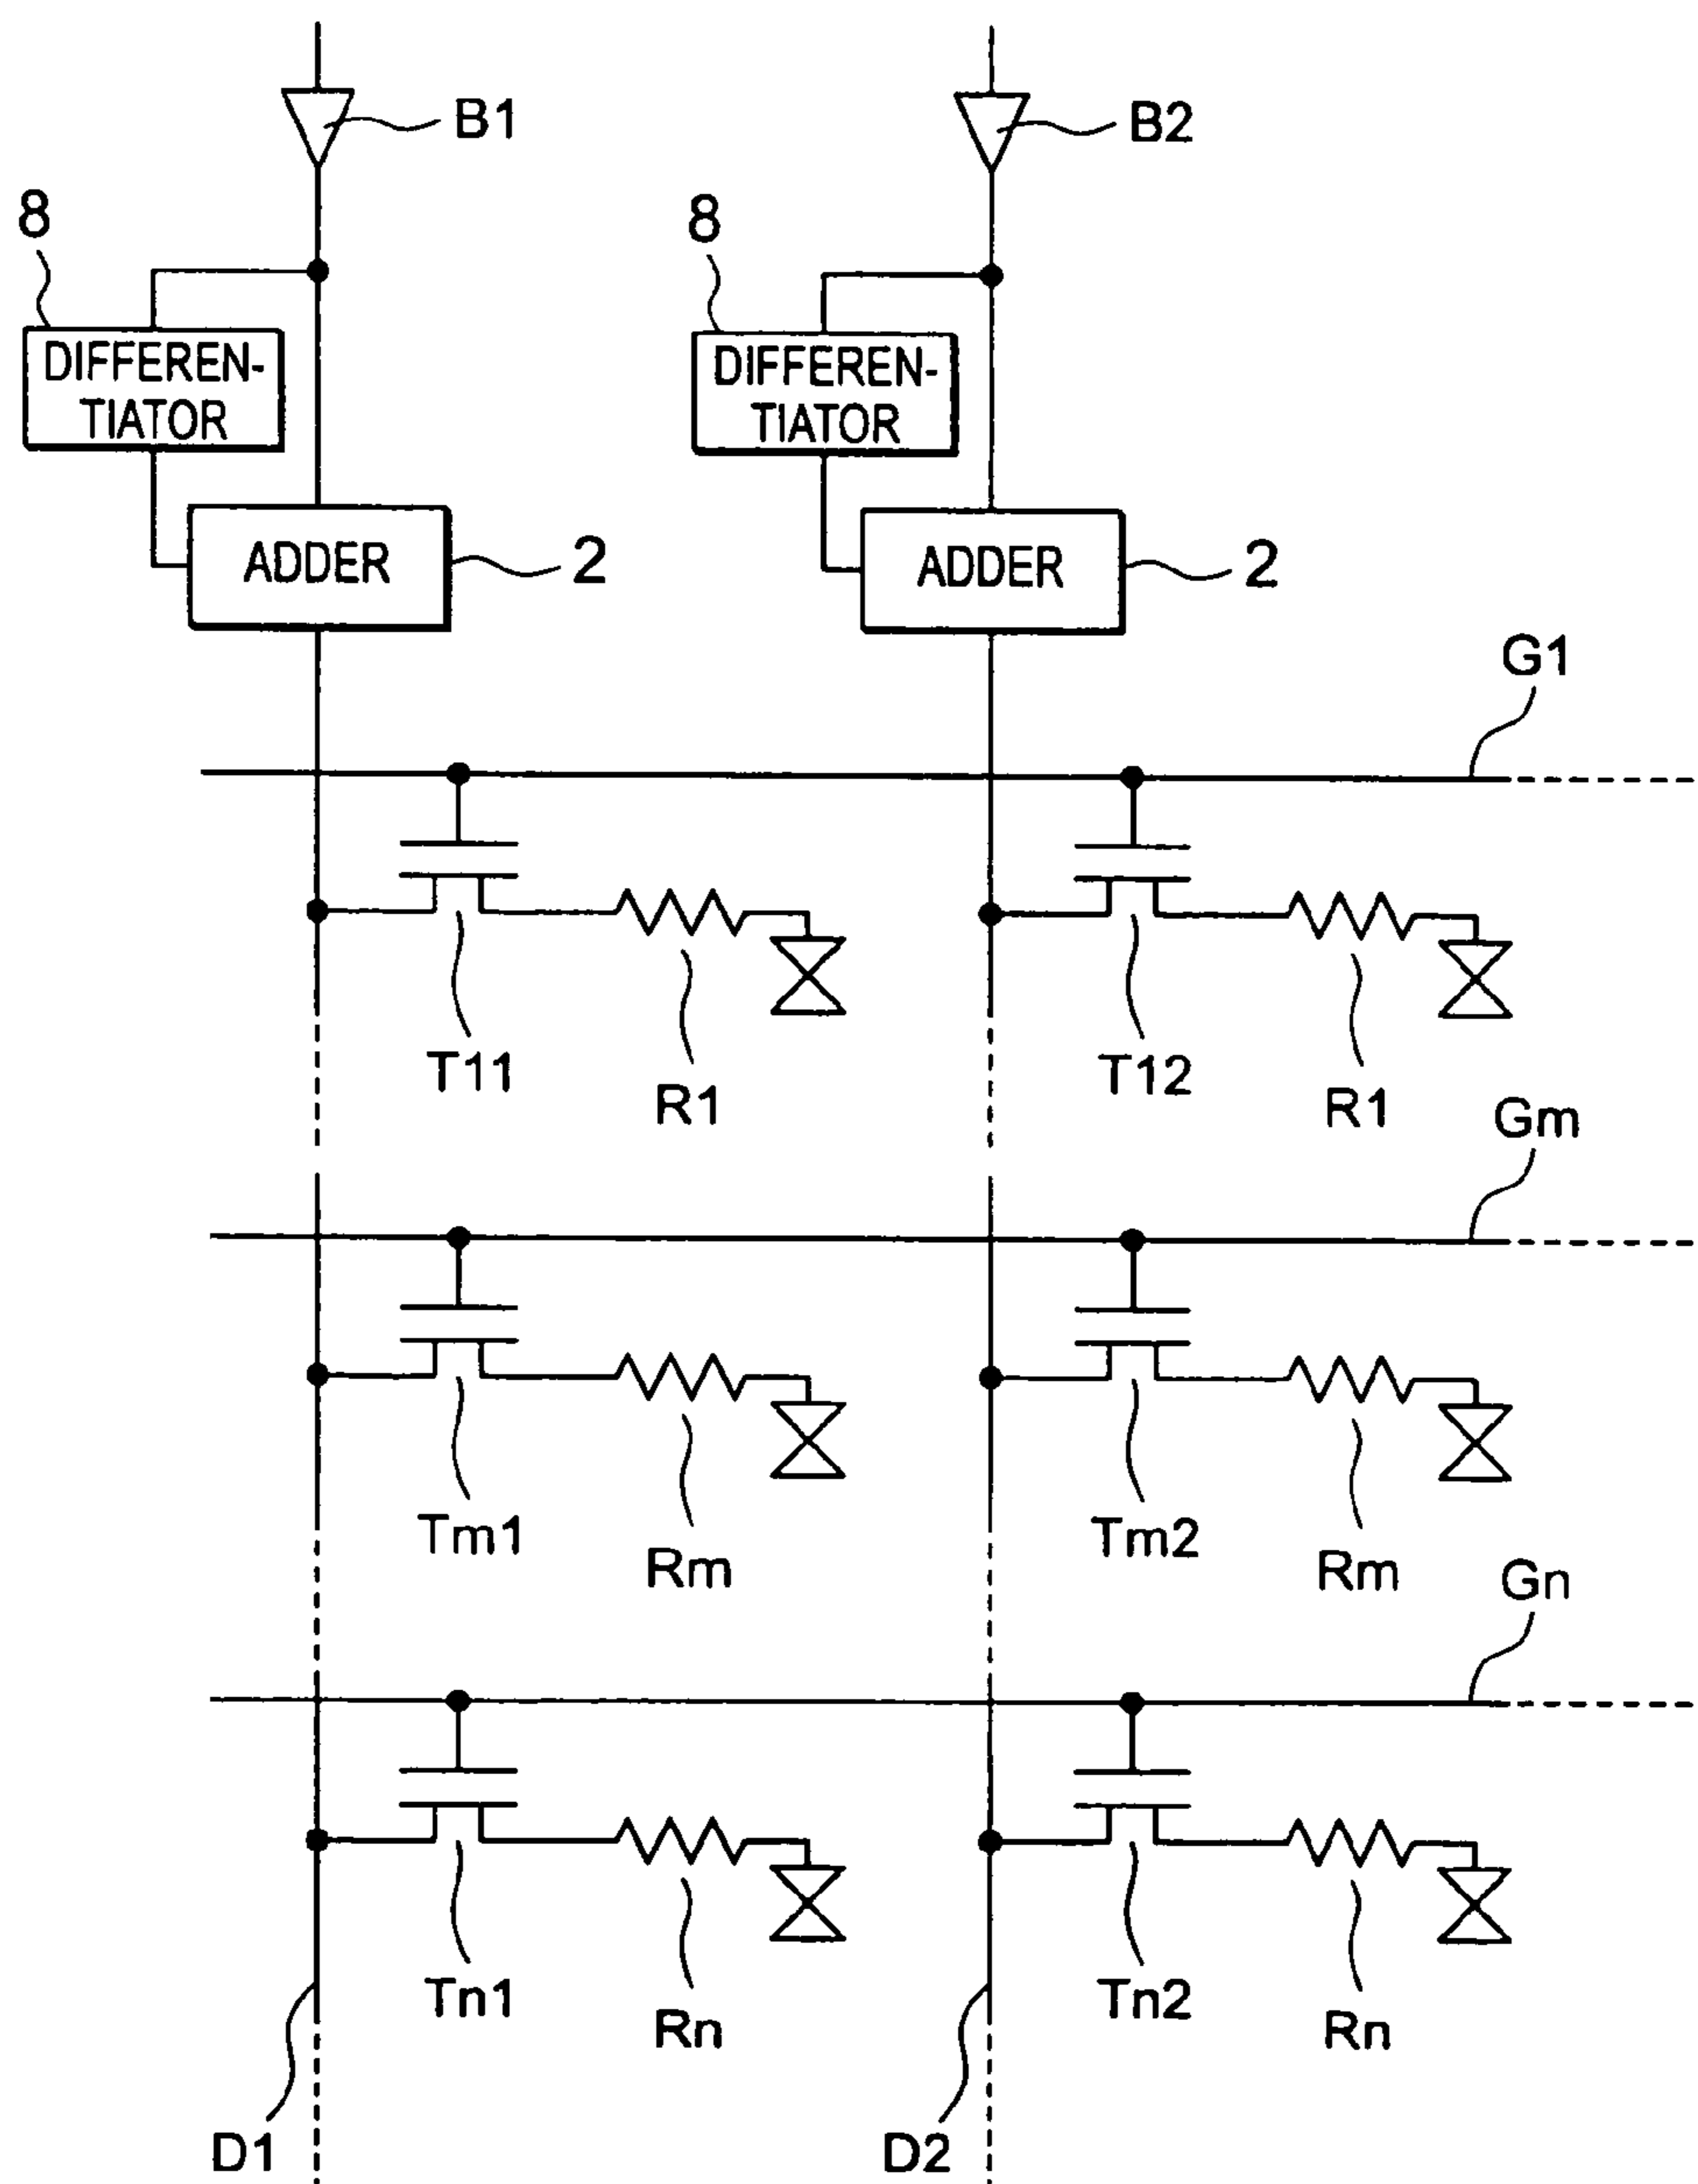 B1
B2
8
8
DIFFEREN-
TIATOR
DIFFEREN-
TIATOR
ADDER
2
ADDER
2
G1
T11
R1
T12
R1
Gm
Tm1
Rm
Tm2
Rm
Gn
Tn1
Rn
Tn2
Rn
D1
D2